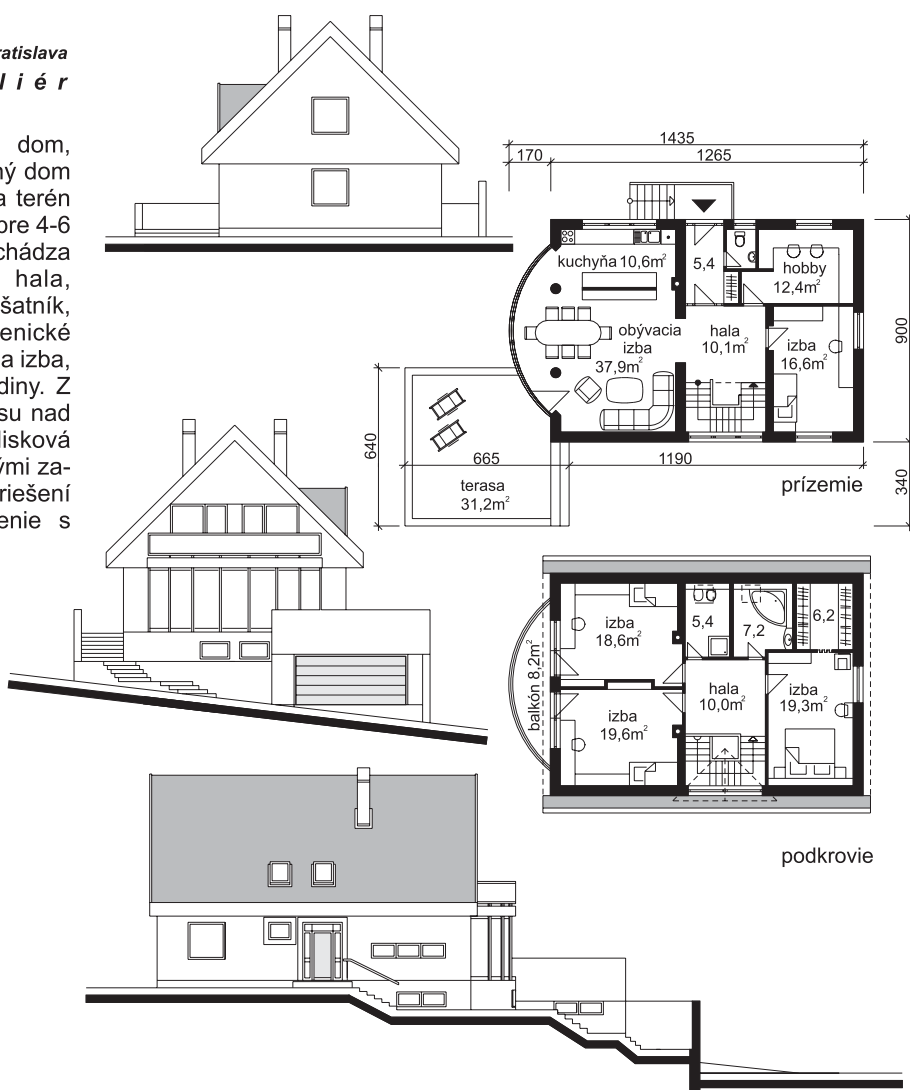 ratislava
l i é r
dom,
ný dom
a terén
ore 4-6
chádza
hala,
šatník,
enické
a izba,
diny. Z
su nad
lisková
ými za-
riešení
enie s
1435
170
1265
kuchyňa 10,6m²
5,4
hobby
12,4m²
obývacia
izba
37,9m²
hala
10,1m²
izba
16,6m²
900
640
665
1190
340
terasa
31,2m²
prízemie
izba
18,6m²
5,4
7,2
6,2
balkón 8,2m²
izba
19,6m²
hala
10,0m²
izba
19,3m²
podkrovie